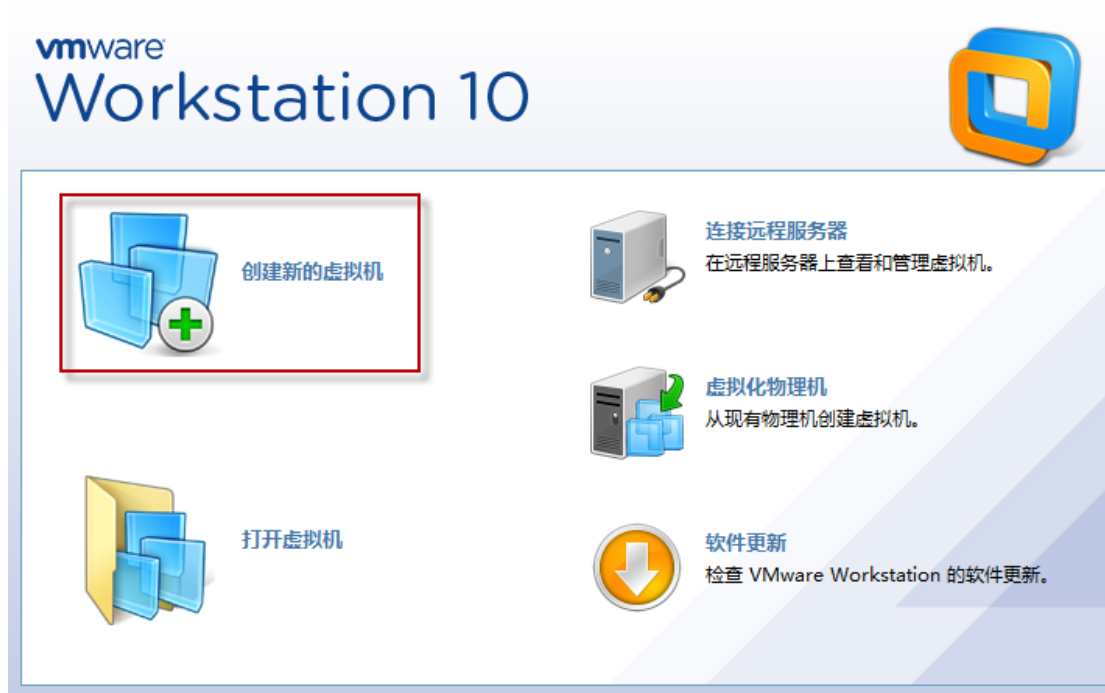 vmware
Workstation 10
创建新的虚拟机
连接远程服务器
在远程服务器上查看和管理虚拟机。
虚拟化物理机
从现有物理机创建虚拟机。
打开虚拟机
软件更新
检查 VMware Workstation 的软件更新。